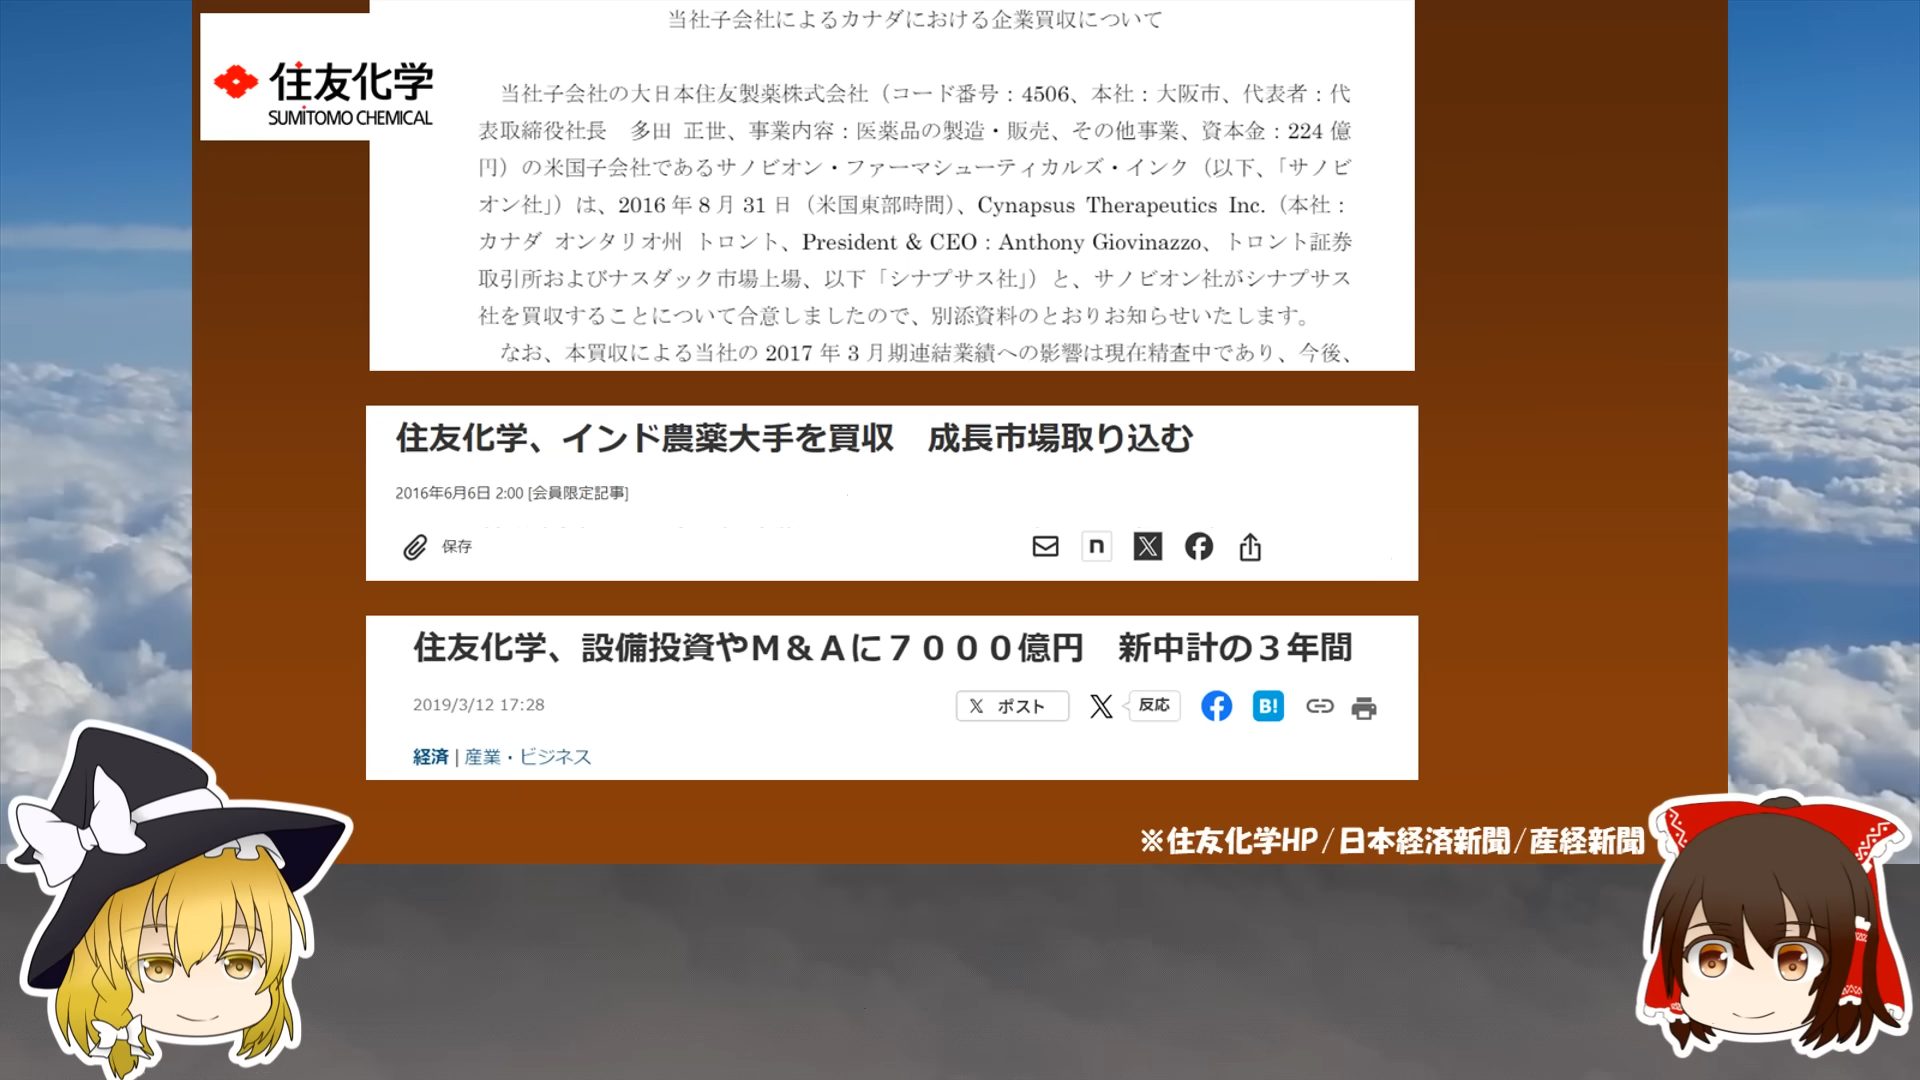 当社子会社によるカナダにおける企業買収について
住友化学
SUMITOMO CHEMICAL
当社子会社の大日本住友製薬株式会社（コード番号：4506、本社：大阪市、代表者：代
表取締役社長　多田 正世、事業内容：医薬品の製造・販売、その他事業、資本金：224 億
円）の米国子会社であるサノビオン・ファーマシューティカルズ・インク（以下、「サノビ
オン社」）は、2016 年 8 月 31 日（米国東部時間）、Cynapsus Therapeutics Inc.（本社：
カナダ オンタリオ州 トロント、President & CEO：Anthony Giovinazzo、トロント証券
取引所およびナスダック市場上場、以下「シナプサス社」）と、サノビオン社がシナプサス
社を買収することについて合意しましたので、別添資料のとおりお知らせいたします。
なお、本買収による当社の 2017 年 3 月期連結業績への影響は現在精査中であり、今後、
住友化学、インド農薬大手を買収　成長市場取り込む
2016年6月6日 2:00 [会員限定記事]
保存
住友化学、設備投資やＭ＆Ａに７０００億円　新中計の３年間
2019/3/12 17:28
ポスト
反応
B!
経済 | 産業・ビジネス
※住友化学HP/日本経済新聞/産経新聞